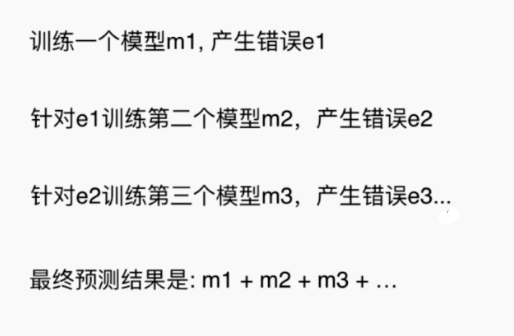 训练一个模型m1, 产生错误e1
针对e1训练第二个模型m2，产生错误e2
针对e2训练第三个模型m3，产生错误e3...
最终预测结果是: m1 + m2 + m3 + …